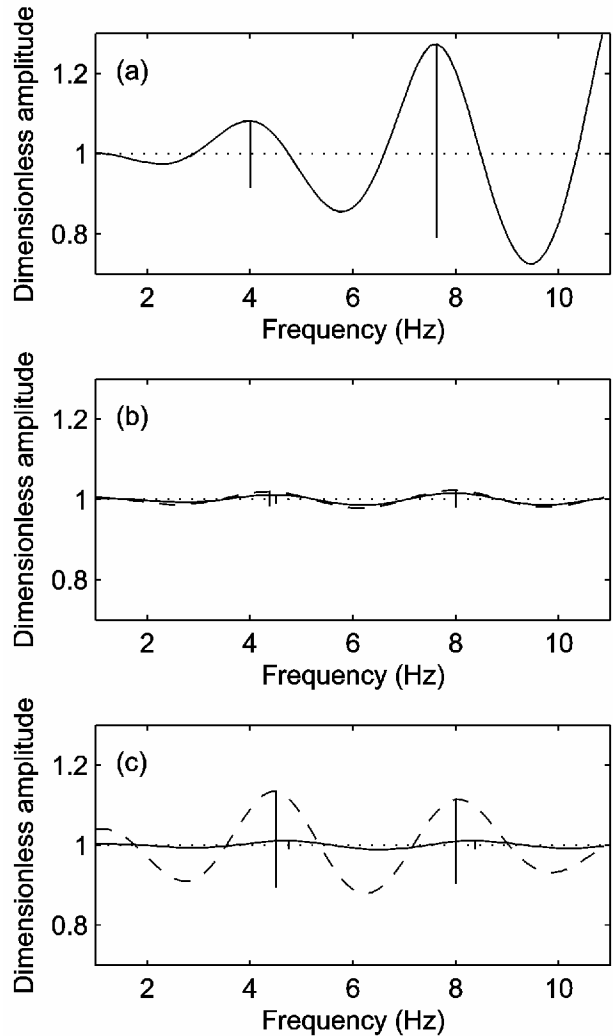 (a)
Dimensionless amplitude
1.2
1
0.8
2 4 6 8 10
Frequency (Hz)
(b)
Dimensionless amplitude
1.2
1
0.8
2 4 6 8 10
Frequency (Hz)
(c)
Dimensionless amplitude
1.2
1
0.8
2 4 6 8 10
Frequency (Hz)